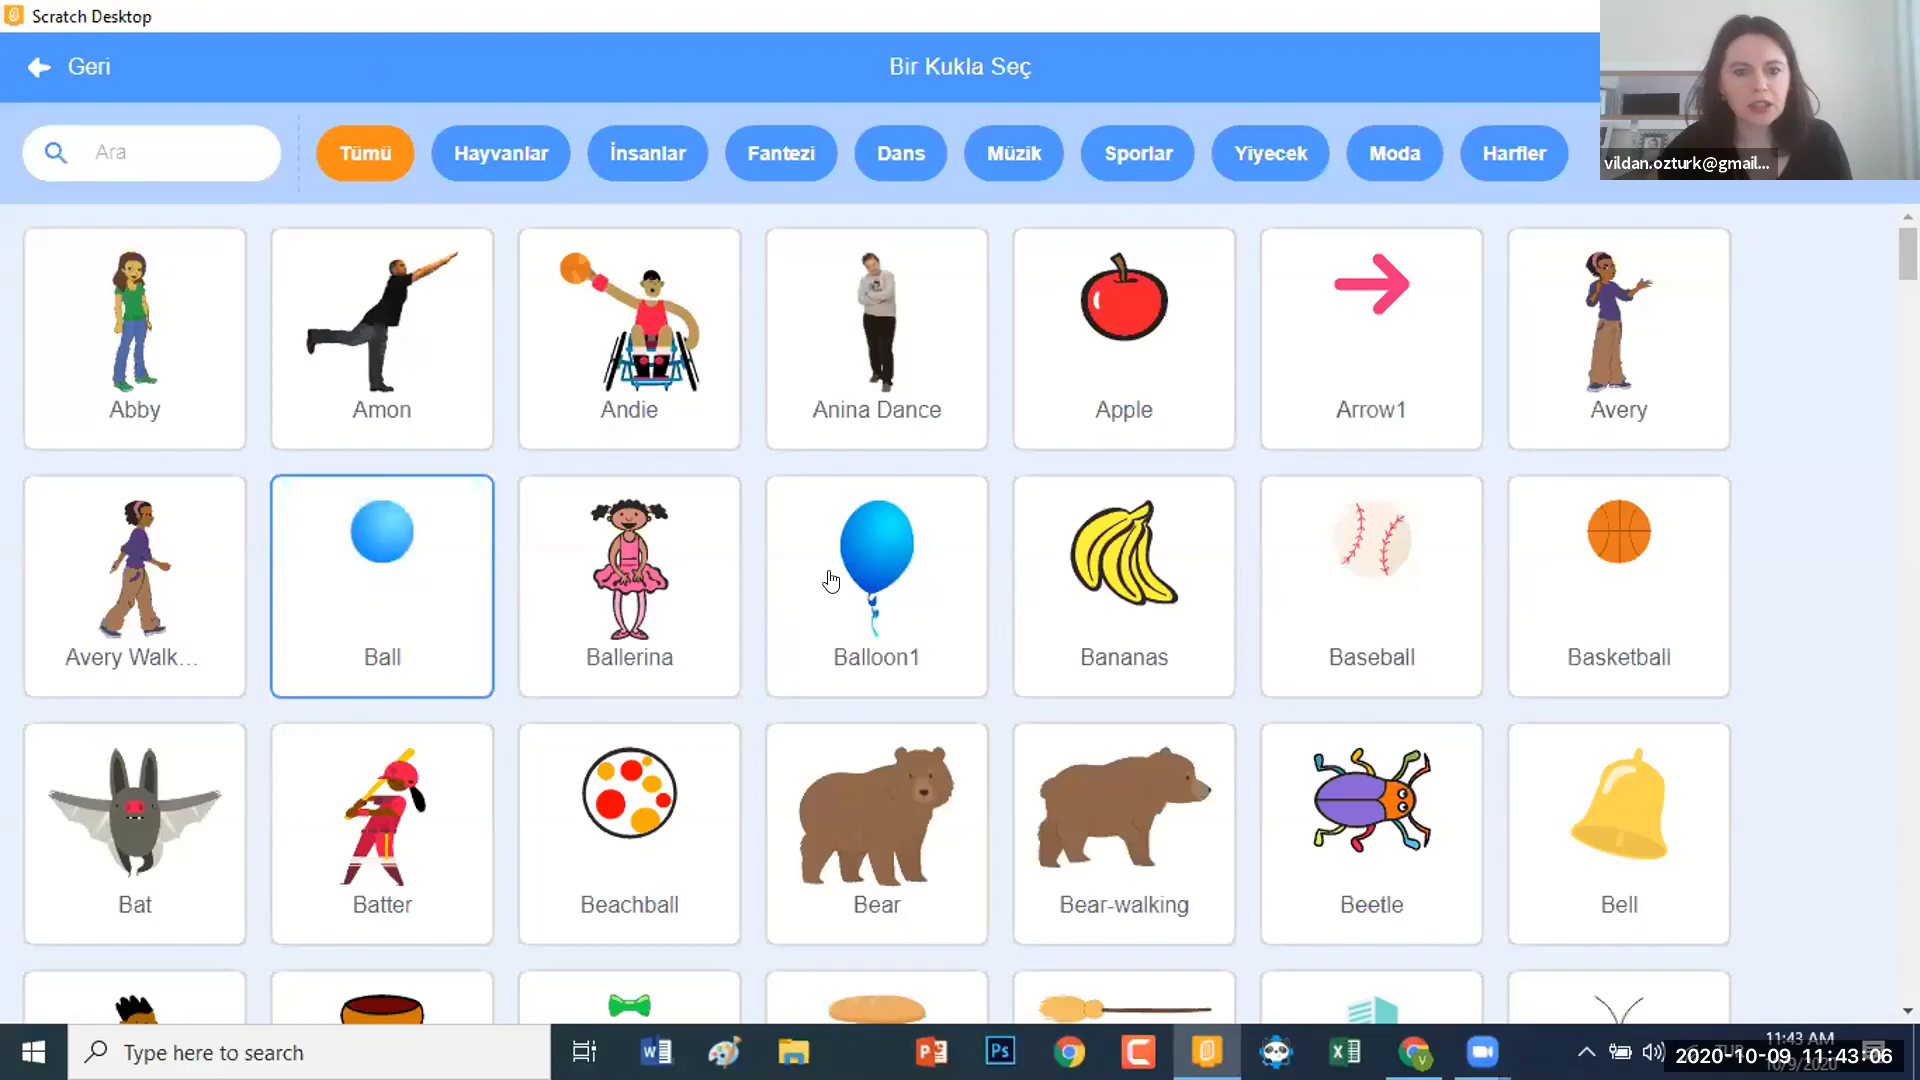 Scratch Desktop
Geri
Bir Kukla Seç
Ara
Tümü
Hayvanlar
İnsanlar
Fantezi
Dans
Müzik
Sporlar
Yiyecek
Moda
Harfler
vildan.ozturk@gmail...
Abby
Amon
Andie
Anina Dance
Apple
Arrow1
Avery
Avery Walk...
Ball
Ballerina
Balloon1
Bananas
Baseball
Basketball
Bat
Batter
Beachball
Bear
Bear-walking
Beetle
Bell
Type here to search
11:43 AM
2020-10-09 11:43:06
10/9/2020